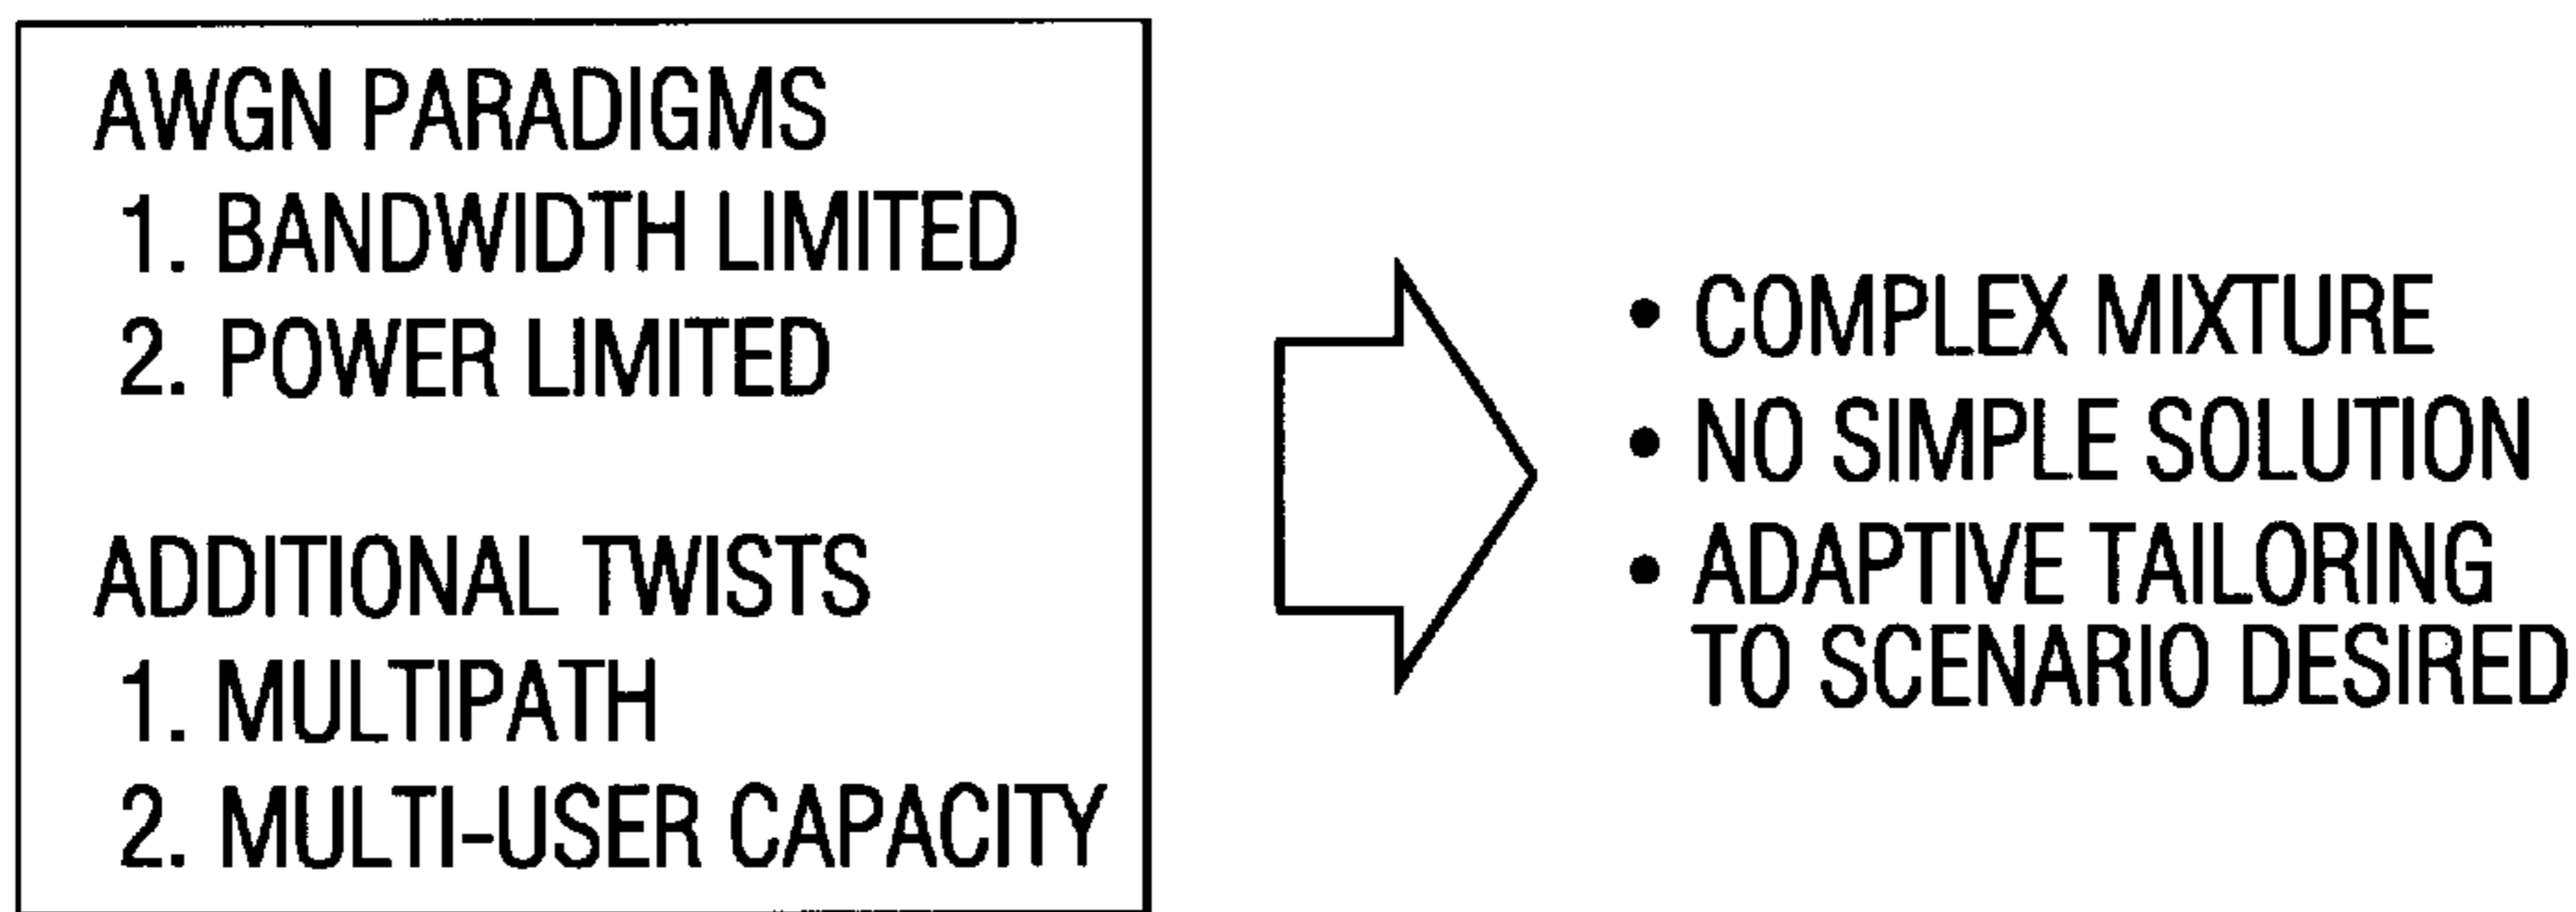 AWGN PARADIGMS
1. BANDWIDTH LIMITED
2. POWER LIMITED
ADDITIONAL TWISTS
1. MULTIPATH
2. MULTI-USER CAPACITY
• COMPLEX MIXTURE
• NO SIMPLE SOLUTION
• ADAPTIVE TAILORING
TO SCENARIO DESIRED